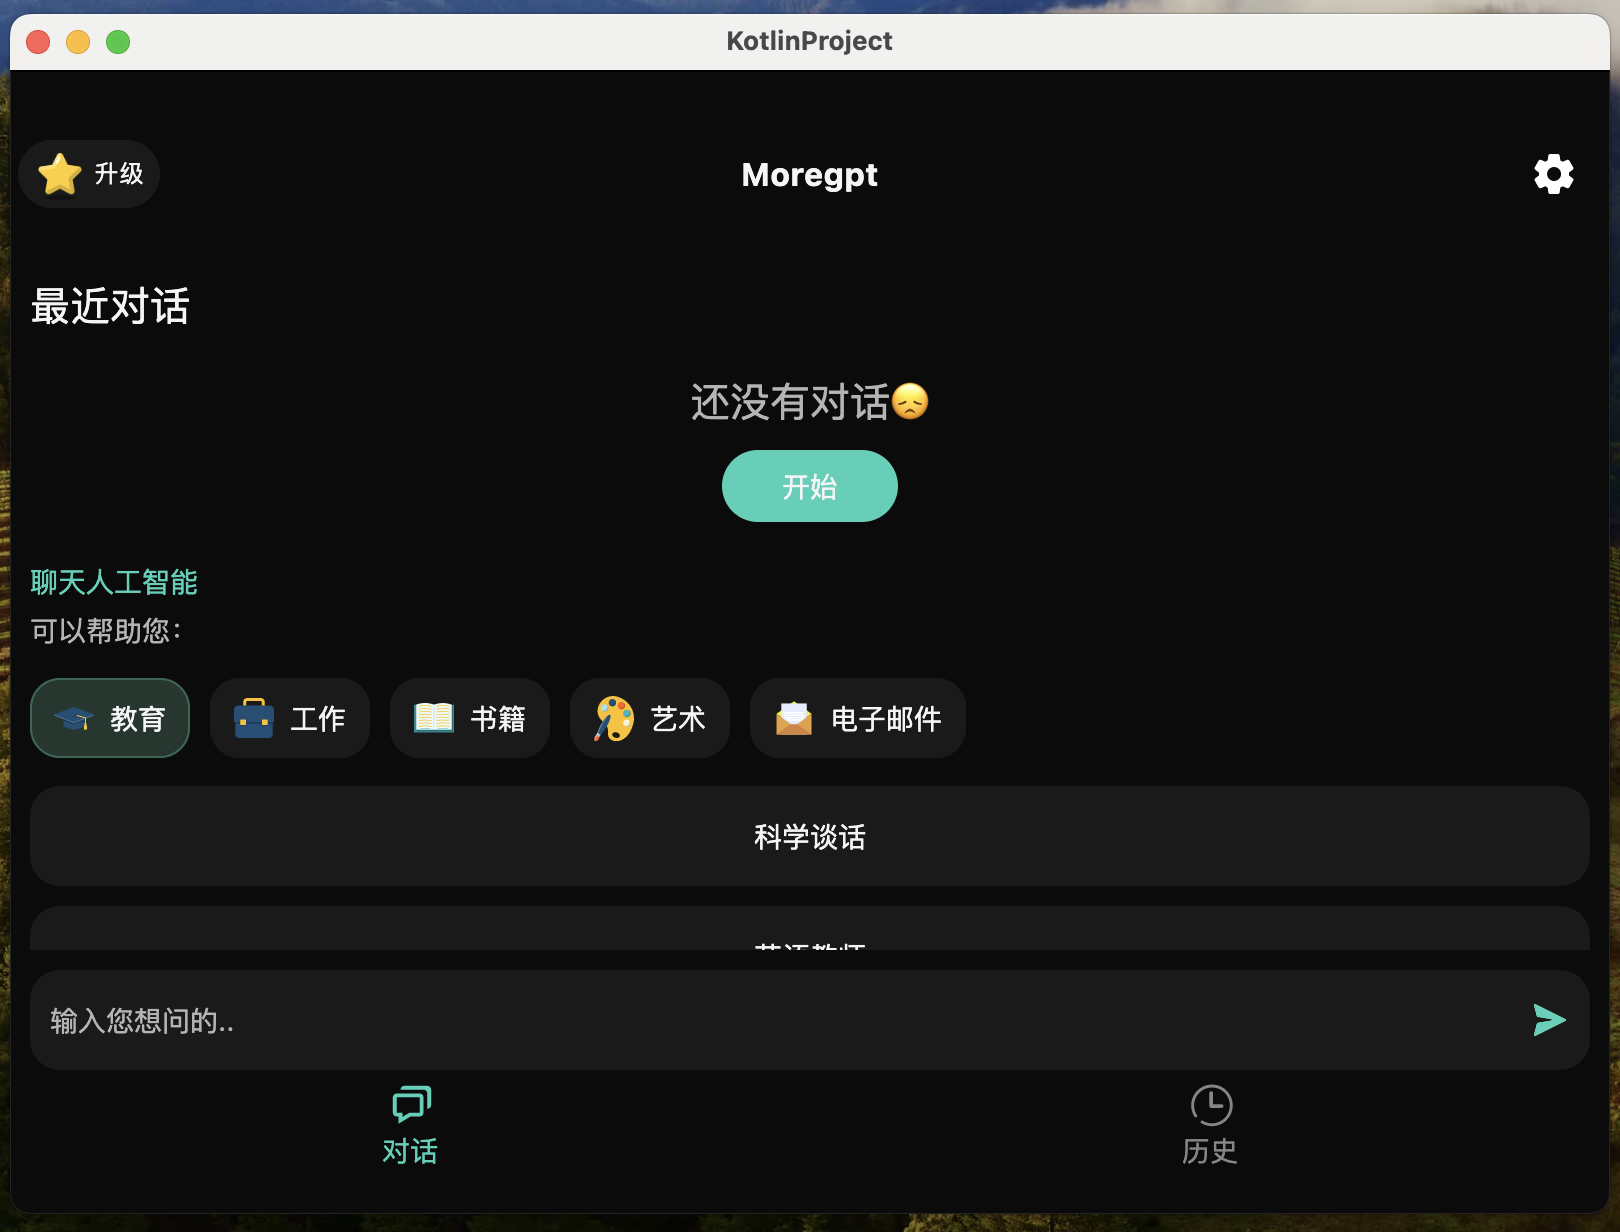 KotlinProject
升级
Moregpt
最近对话
还没有对话😞
开始
聊天人工智能
可以帮助您：
教育
工作
书籍
艺术
电子邮件
科学谈话
输入您想问的..
对话
历史